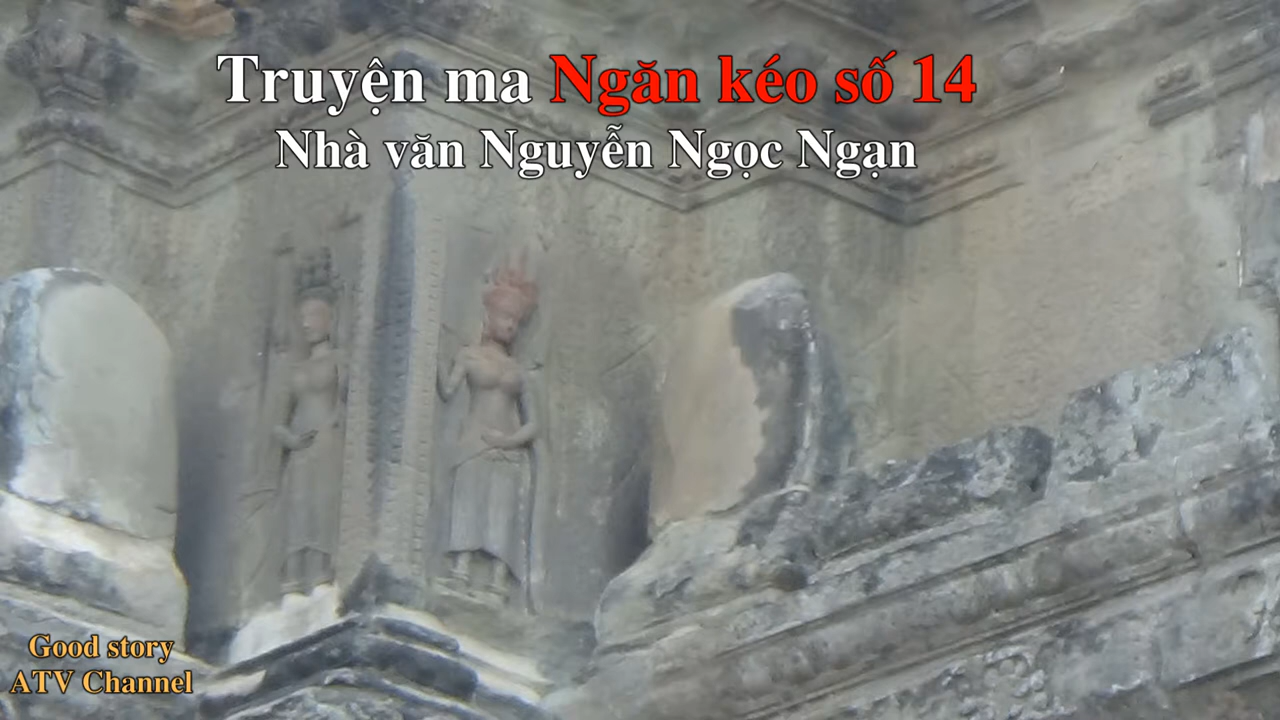 Truyện ma Ngăn kéo số 14
Nhà văn Nguyễn Ngọc Ngạn
Good story
ATV Channel